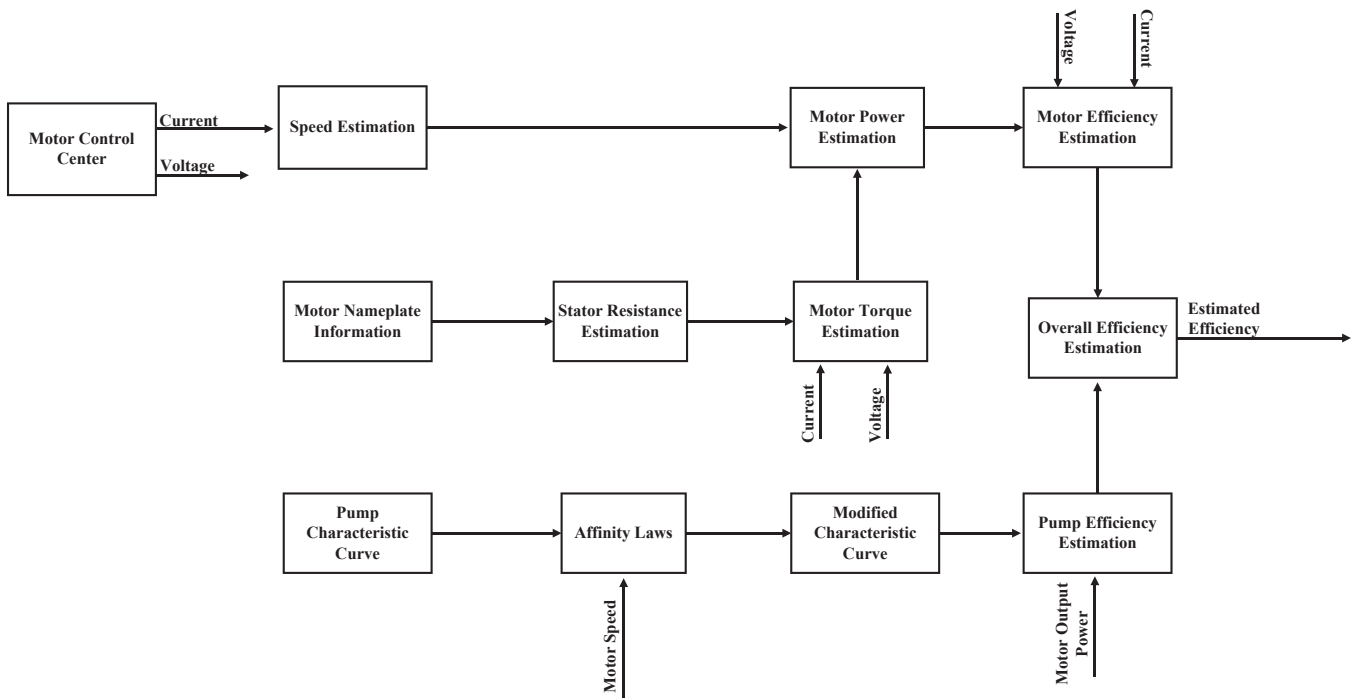 Voltage
Current
Motor Control
Center
Current
Voltage
Speed Estimation
Motor Power
Estimation
Motor Efficiency
Estimation
Motor Nameplate
Information
Stator Resistance
Estimation
Motor Torque
Estimation
Current
Voltage
Overall Efficiency
Estimation
Estimated
Efficiency
Pump
Characteristic
Curve
Affinity Laws
Modified
Characteristic
Curve
Pump Efficiency
Estimation
Motor Speed
Motor Output
Power